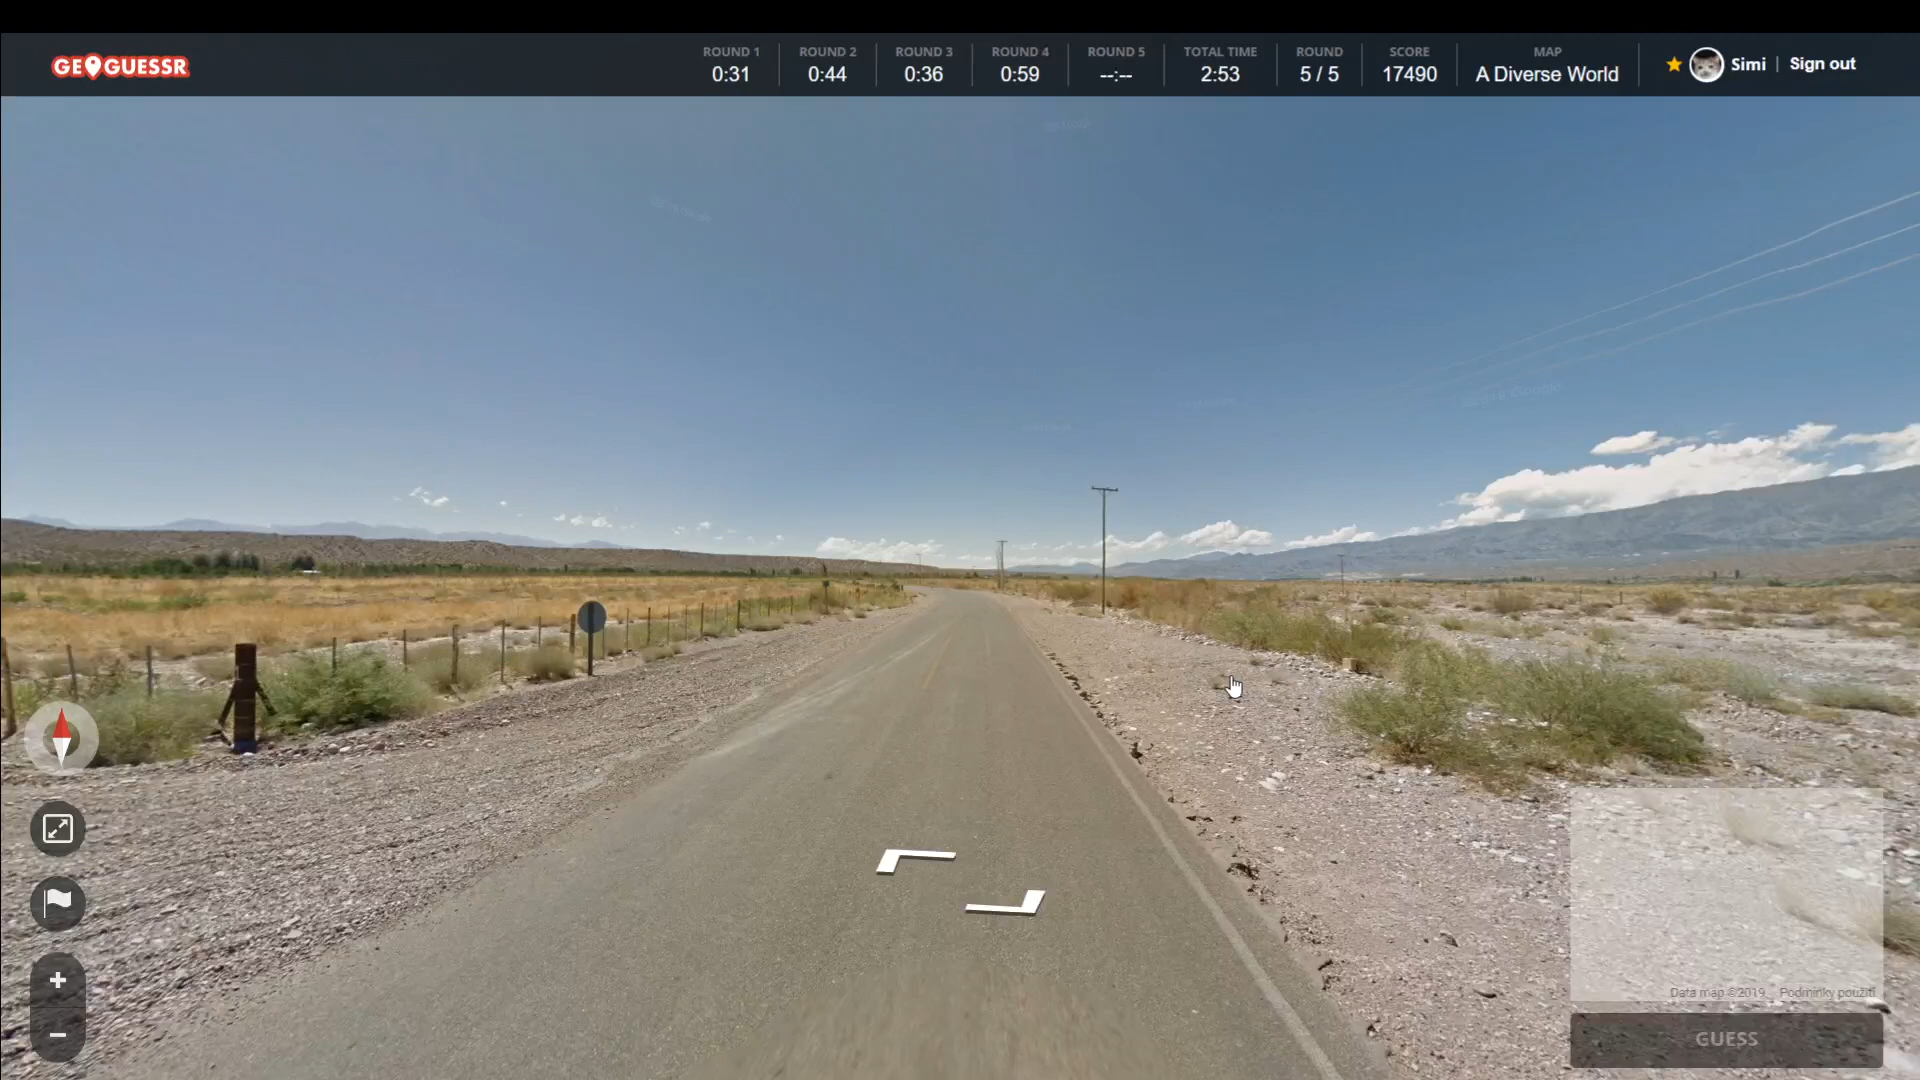 GEOGUESSR
ROUND 1
0:31
ROUND 2
0:44
ROUND 3
0:36
ROUND 4
0:59
ROUND 5
--:--
TOTAL TIME
2:53
ROUND
5 / 5
SCORE
17490
MAP
A Diverse World
Simi | Sign out
Data map ©2019 Podmínky použití
GUESS